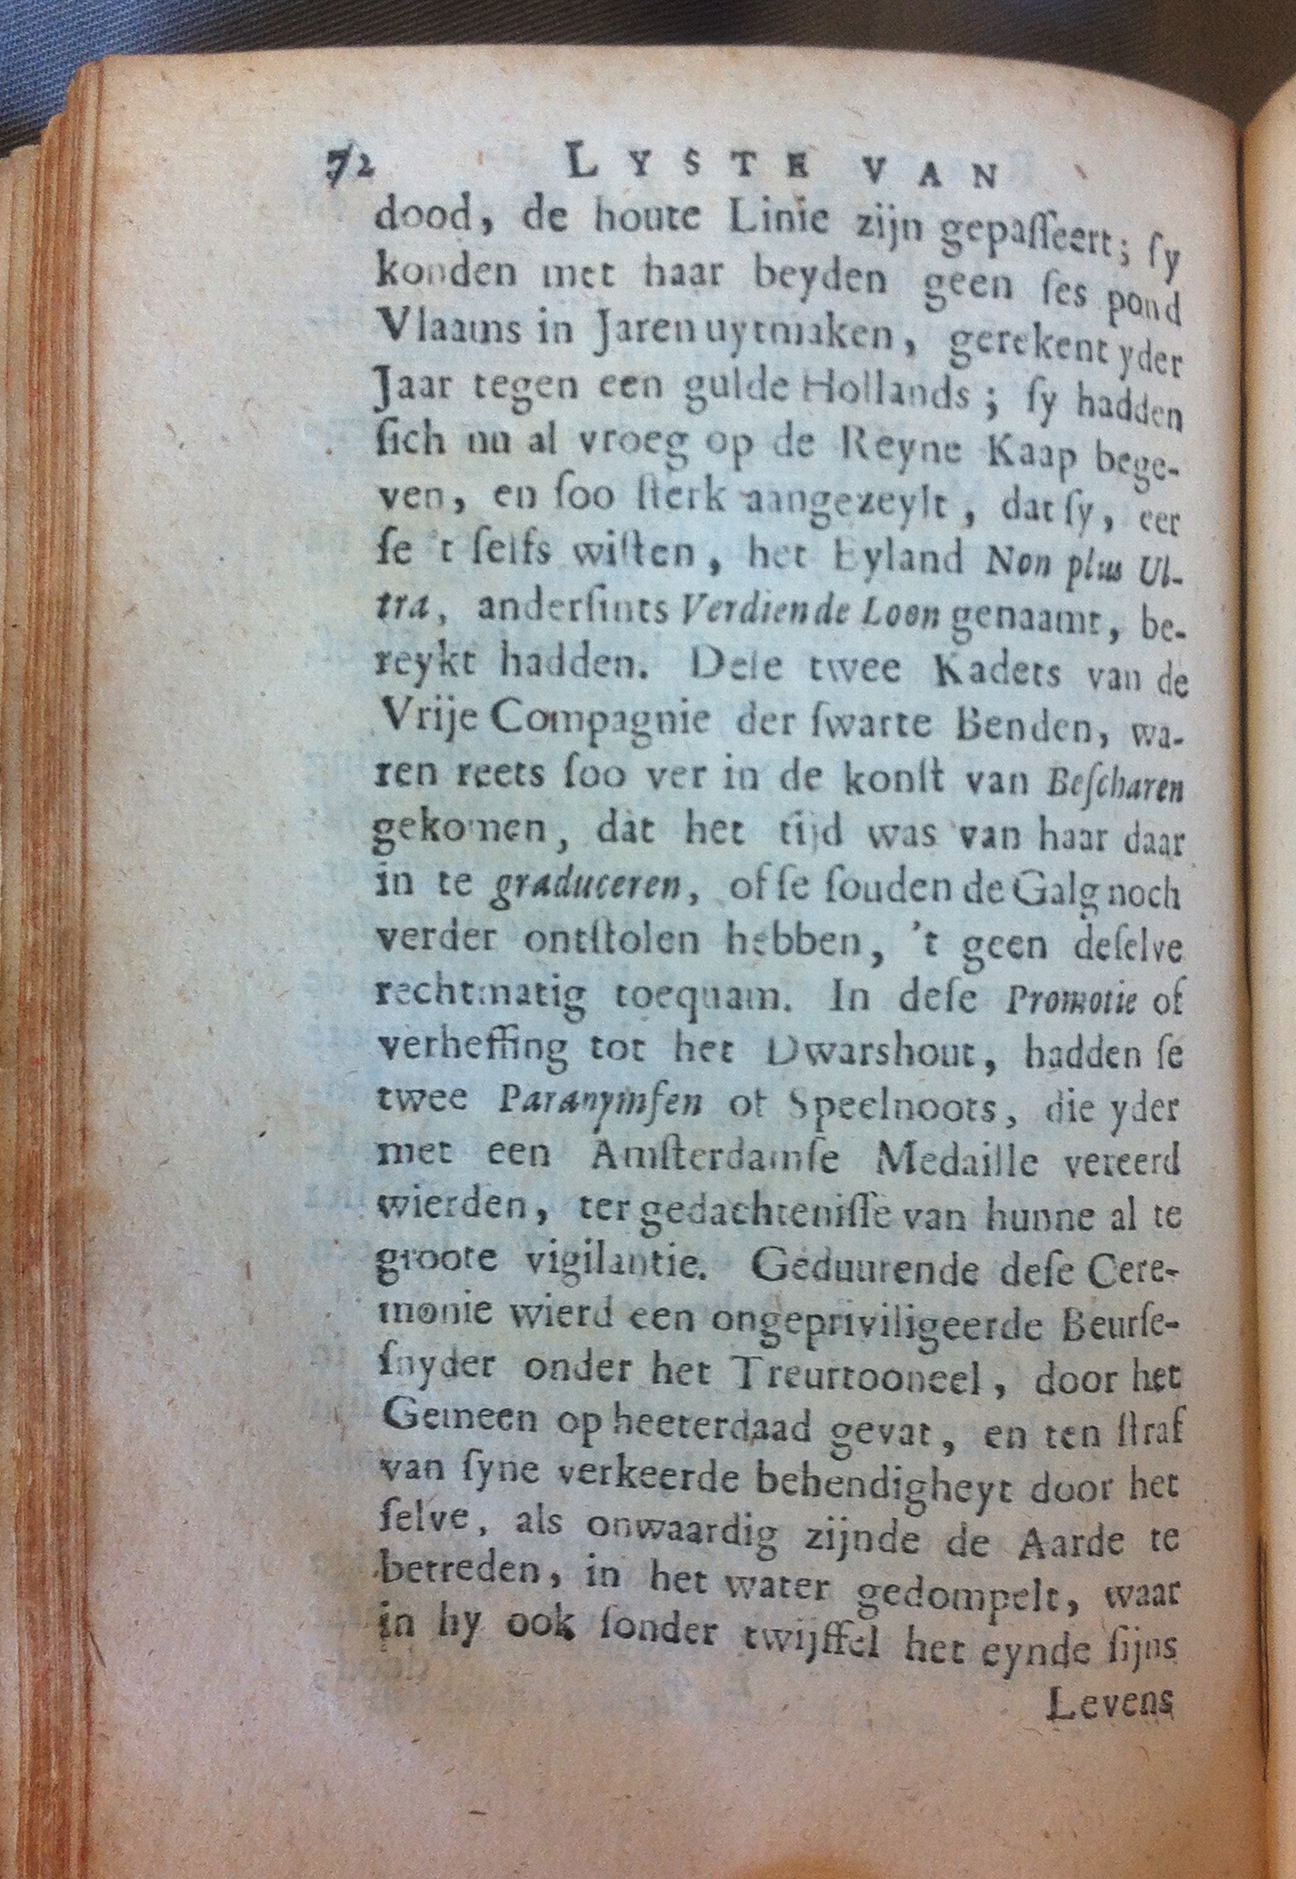 72 LYSTE VAN
dood, de houte Linie zijn gepaſſeert; ſy
konden met haar beyden geen ſes pond
Vlaams in Jaren uytmaken, gerekent yder
Jaar tegen een gulde Hollands; ſy hadden
ſich nu al vroeg op de Reyne Kaap bege-
ven, en ſoo ſterk aangezeylt, dat ſy, eer
ſe 't ſelfs wiſten, het Eyland Non plus Ul-
tra, anderſints Verdiende Loon genaamt, be-
reykt hadden. Deſe twee Kadets van de
Vrije Compagnie der ſwarte Benden, wa-
ren reets ſoo ver in de konſt van Beſcharen
gekomen, dat het tijd was van haar daar
in te graduceren, of ſe ſouden de Galg noch
verder ontſtolen hebben, 't geen deſelve
rechtmatig toequam. In deſe Promotie of
verheffing tot het Dwarshout, hadden ſe
twee Paranymfen of Speelnoots, die yder
met een Amſterdamſe Medaille vereerd
wierden, ter gedachteniſſe van hunne al te
groote vigilantie. Geduurende deſe Cere-
monie wierd een ongepriviligeerde Beurſe-
ſnyder onder het Treurtooneel, door het
Gemeen op heeterdaad gevat, en ten ſtraf
van ſyne verkeerde behendigheyt door het
ſelve, als onwaardig zijnde de Aarde te
betreden, in het water gedompelt, waar
in hy ook ſonder twijffel het eynde ſijns
Levens